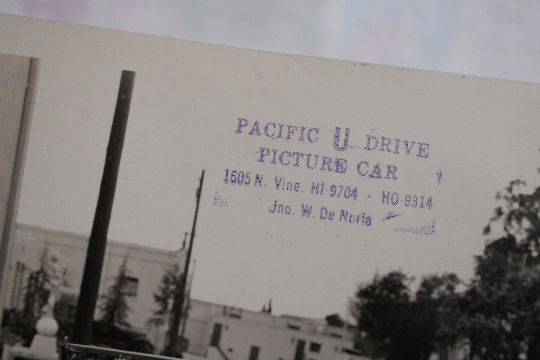 PACIFIC U DRIVE
PICTURE CAR
1605 N. Vine. HI-9704 - HO-9314
Jno. W. De Noria